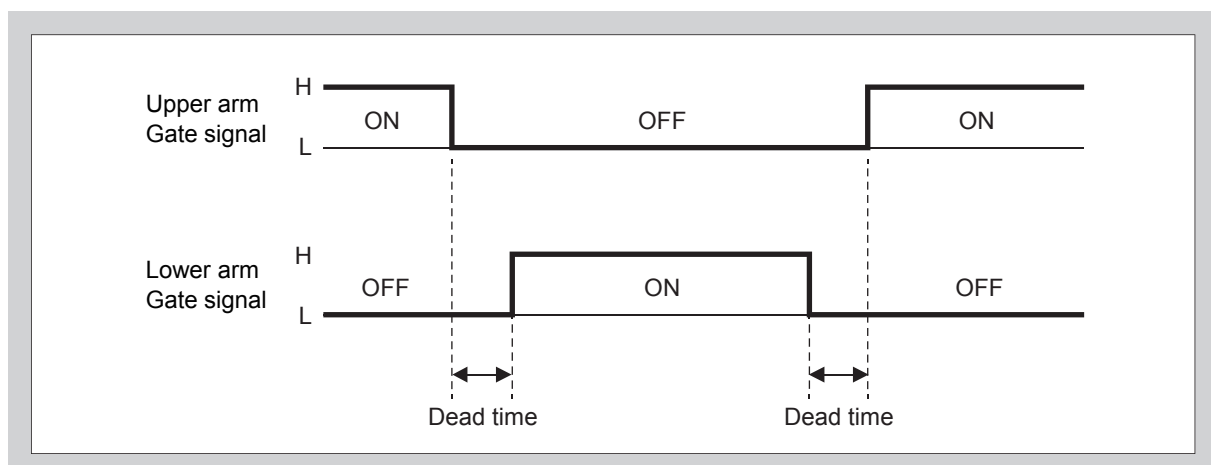 Upper arm
Gate signal
H
L
ON
OFF
ON
Lower arm
Gate signal
H
L
OFF
ON
OFF
Dead time
Dead time